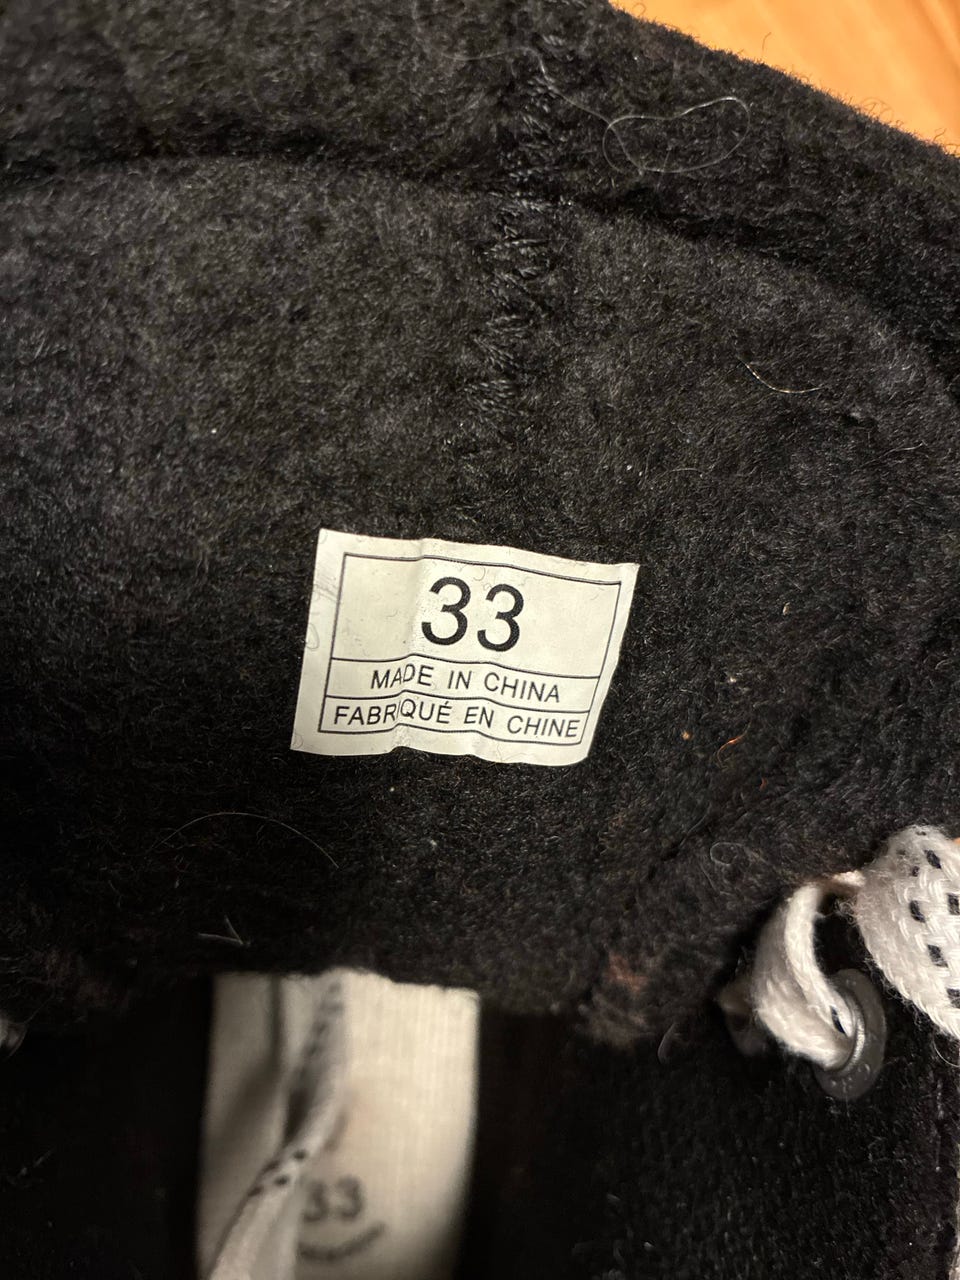 33
MADE IN CHINA
FABRIQUÉ EN CHINE
33